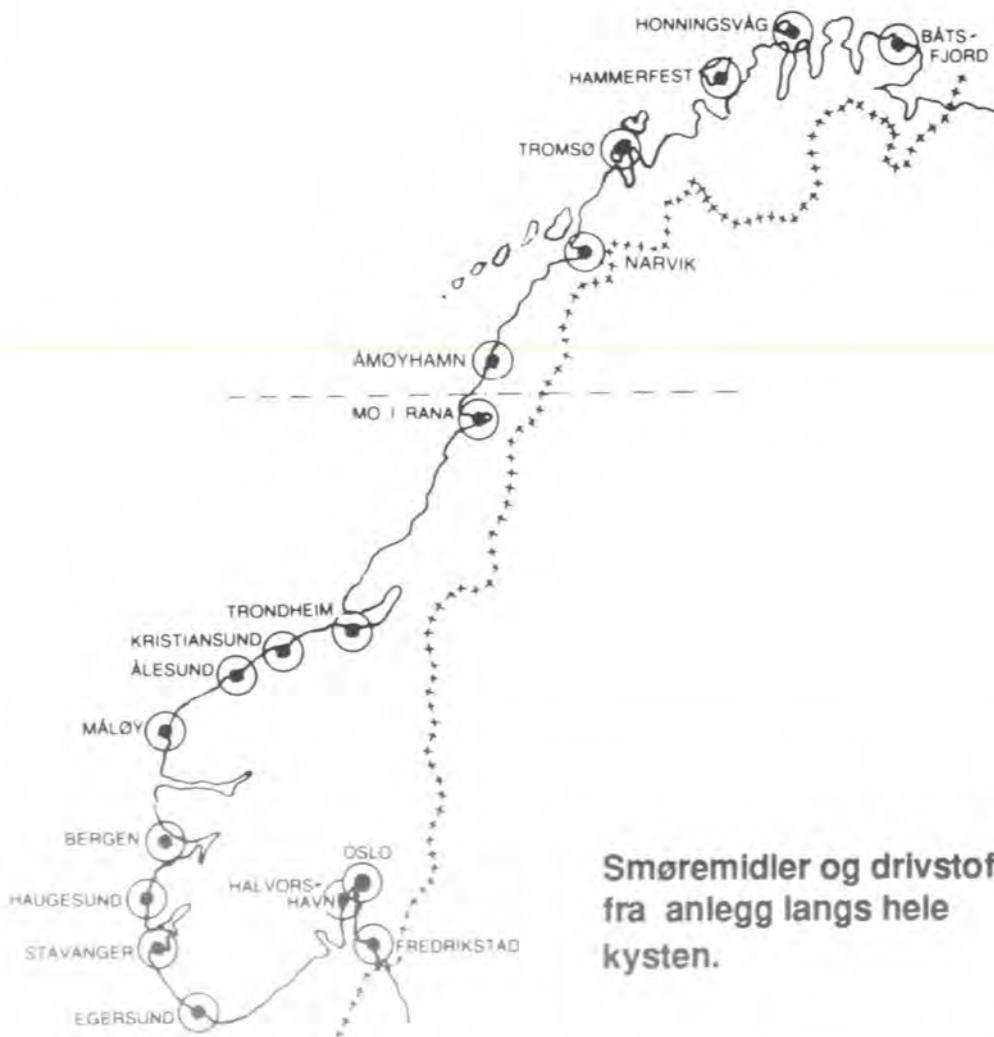 HONNINGSVÅG
BÅTS-
FJORD
HAMMERFEST
TROMSØ
NARVIK
ÅMØYHAMN
MO I RANA
TRONDHEIM
KRISTIANSUND
ÅLESUND
MÅLØY
BERGEN
OSLO
HALVORS-
HAVN
HAUGESUND
FREDRIKSTAD
STAVANGER
EGERSUND
Smøremidler og drivstof
fra anlegg langs hele
kysten.